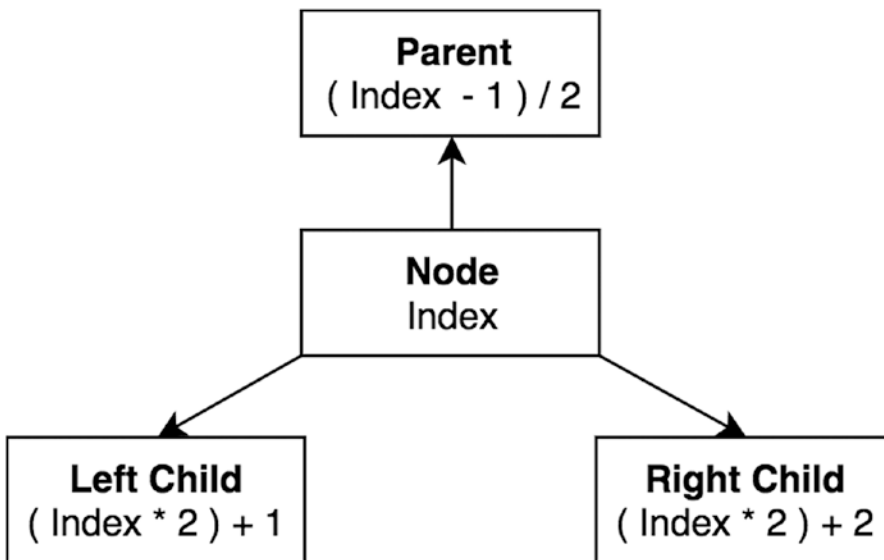 Parent
( Index - 1 ) / 2
Node
Index
Left Child
( Index * 2 ) + 1
Right Child
( Index * 2 ) + 2